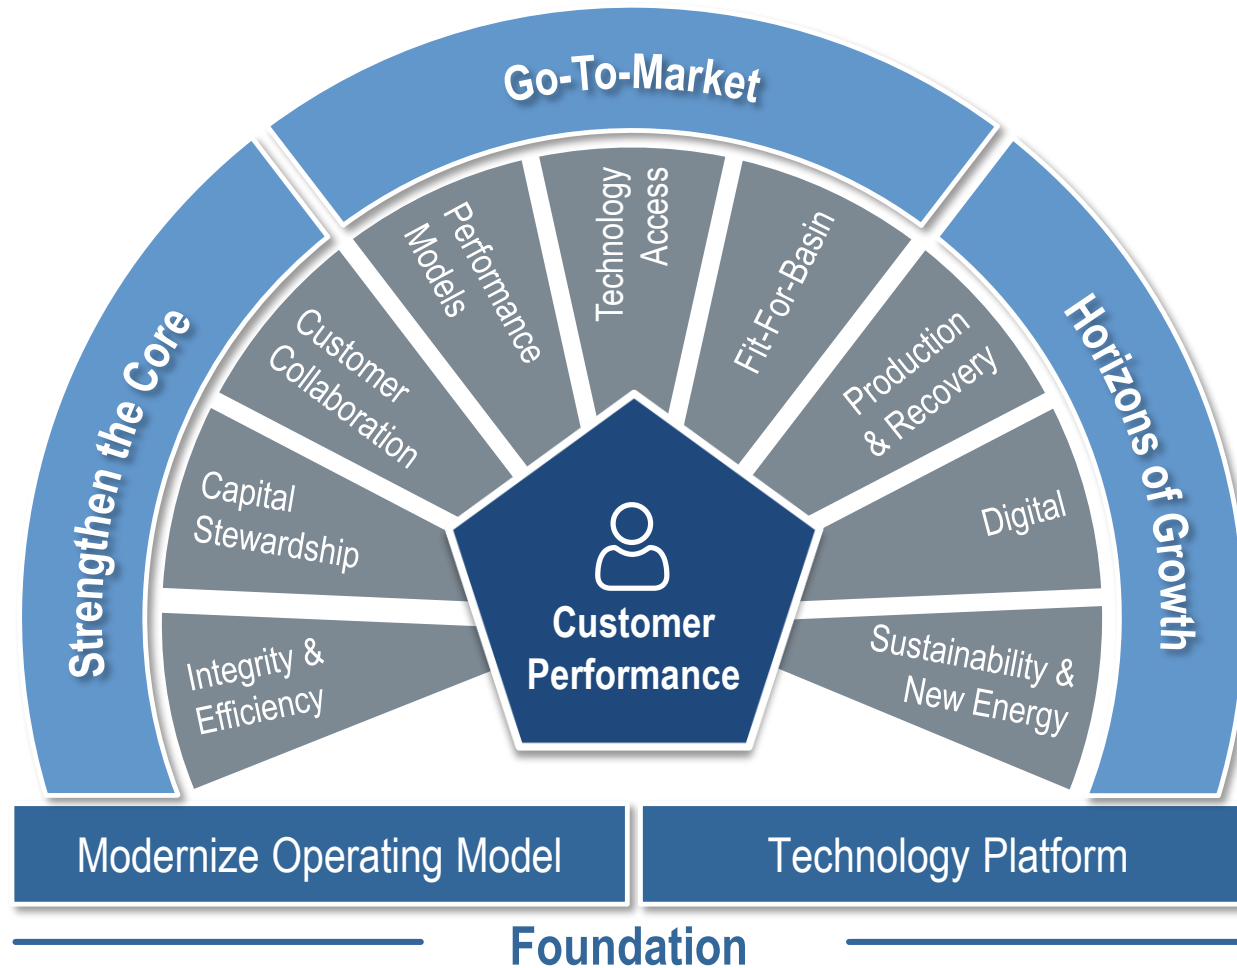 Go-To-Market
Strengthen the Core
Horizons of Growth
Integrity &
Efficiency
Capital
Stewardship
Customer
Collaboration
Performance
Models
Technology
Access
Fit-For-Basin
Production
& Recovery
Digital
Sustainability &
New Energy
Customer
Performance
Modernize Operating Model
Technology Platform
Foundation